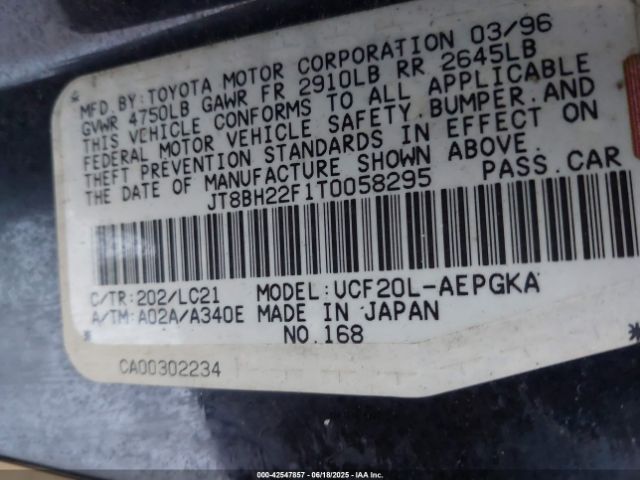 MFD.BY:TOYOTA MOTOR CORPORATION 03/96
GVWR 4750LB GAWR FR 2910LB RR 2645LB
THIS VEHICLE CONFORMS TO ALL APPLICABLE
FEDERAL MOTOR VEHICLE SAFETY,BUMPER,AND
THEFT PREVENTION STANDARDS IN EFFECT ON
THE DATE OF MANUFACTURE SHOWN ABOVE.
JT8BH22F1T0058295 PASS.CAR
C/TR:202/LC21 MODEL:UCF20L-AEPGKA
A/TM:A02A/A340E MADE IN JAPAN
NO.168
CA00302234
00-42547857 - 06/18/2025 - IAA Inc.